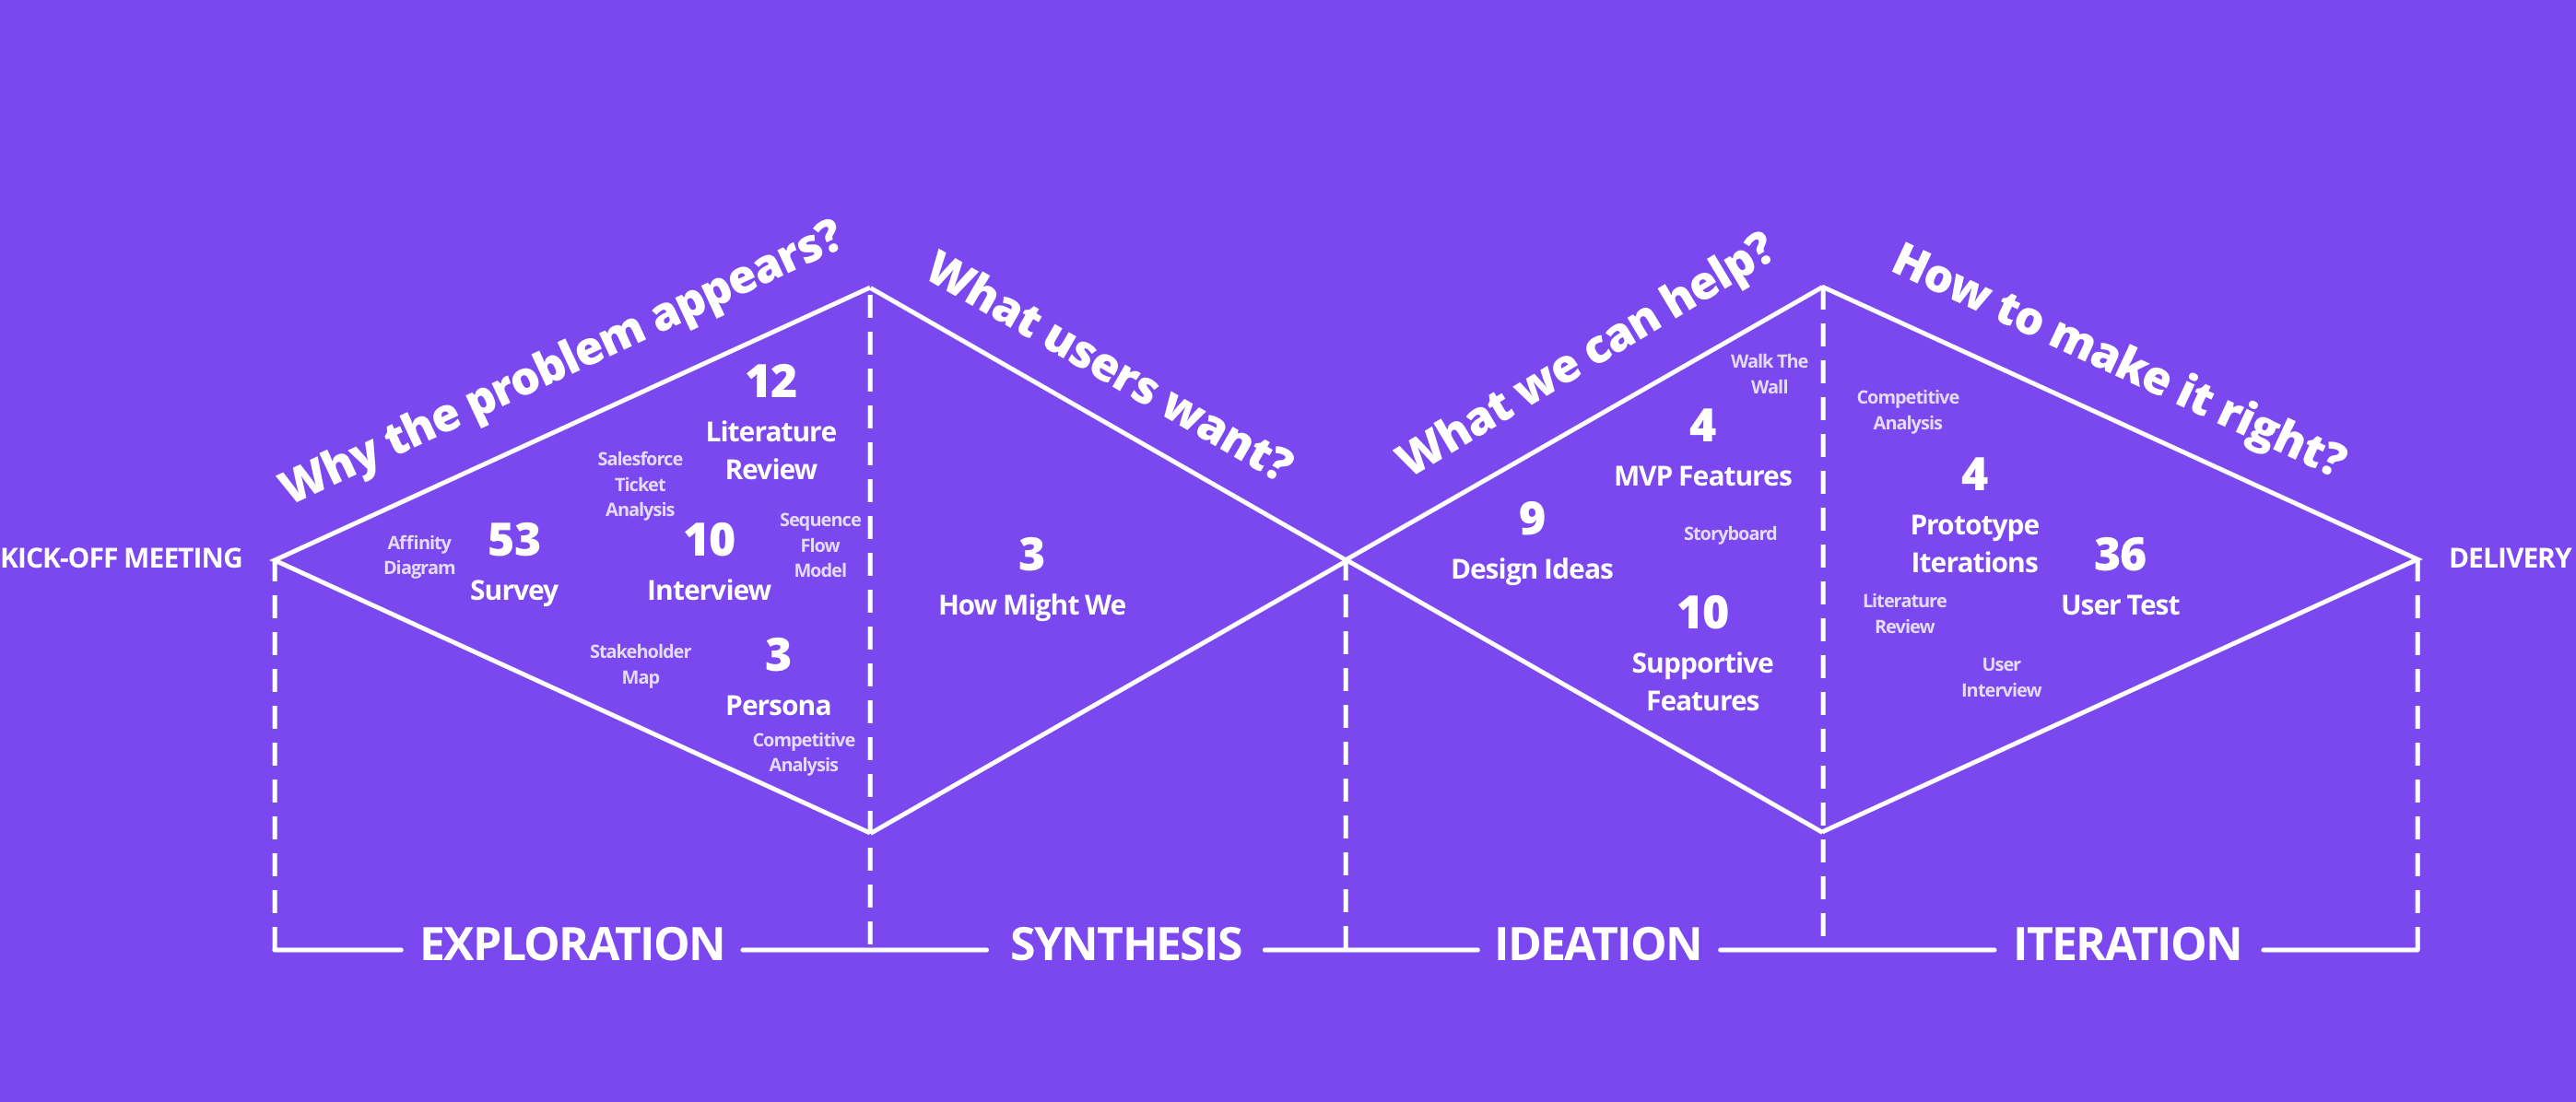 Why the problem appears?
What users want?
What we can help?
How to make it right?
KICK-OFF MEETING
Affinity
Diagram
53
Survey
Salesforce
Ticket
Analysis
12
Literature
Review
10
Interview
Sequence
Flow
Model
Stakeholder
Map
3
Persona
Competitive
Analysis
3
How Might We
9
Design Ideas
Walk The
Wall
4
MVP Features
Storyboard
10
Supportive
Features
Competitive
Analysis
4
Prototype
Iterations
Literature
Review
User
Interview
36
User Test
DELIVERY
EXPLORATION
SYNTHESIS
IDEATION
ITERATION